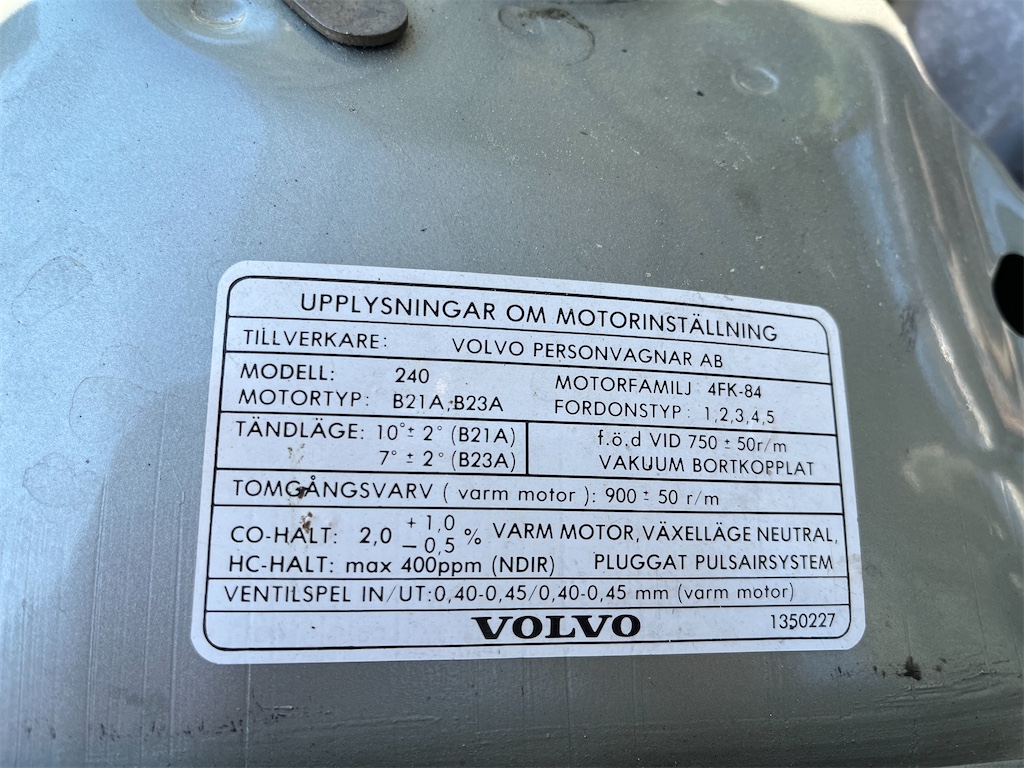 UPPLYSNINGAR OM MOTORINSTÄLLNING
TILLVERKARE: VOLVO PERSONVAGNAR AB
MODELL: 240 MOTORFAMILJ 4FK-84
MOTORTYP: B21A,B23A FORDONSTYP: 1,2,3,4,5
TÄNDLÄGE: 10°± 2° (B21A) f.ö.d VID 750 ± 50r/m
7° ± 2° (B23A) VAKUUM BORTKOPPLAT
TOMGÅNGSVARV ( varm motor ): 900 ± 50 r/m
CO-HALT: 2,0 + 1,0 – 0,5 % VARM MOTOR, VÄXELLÄGE NEUTRAL,
HC-HALT: max 400ppm (NDIR) PLUGGAT PULSAIRSYSTEM
VENTILSPEL IN/UT:0,40-0,45/0,40-0,45 mm (varm motor)
VOLVO 1350227